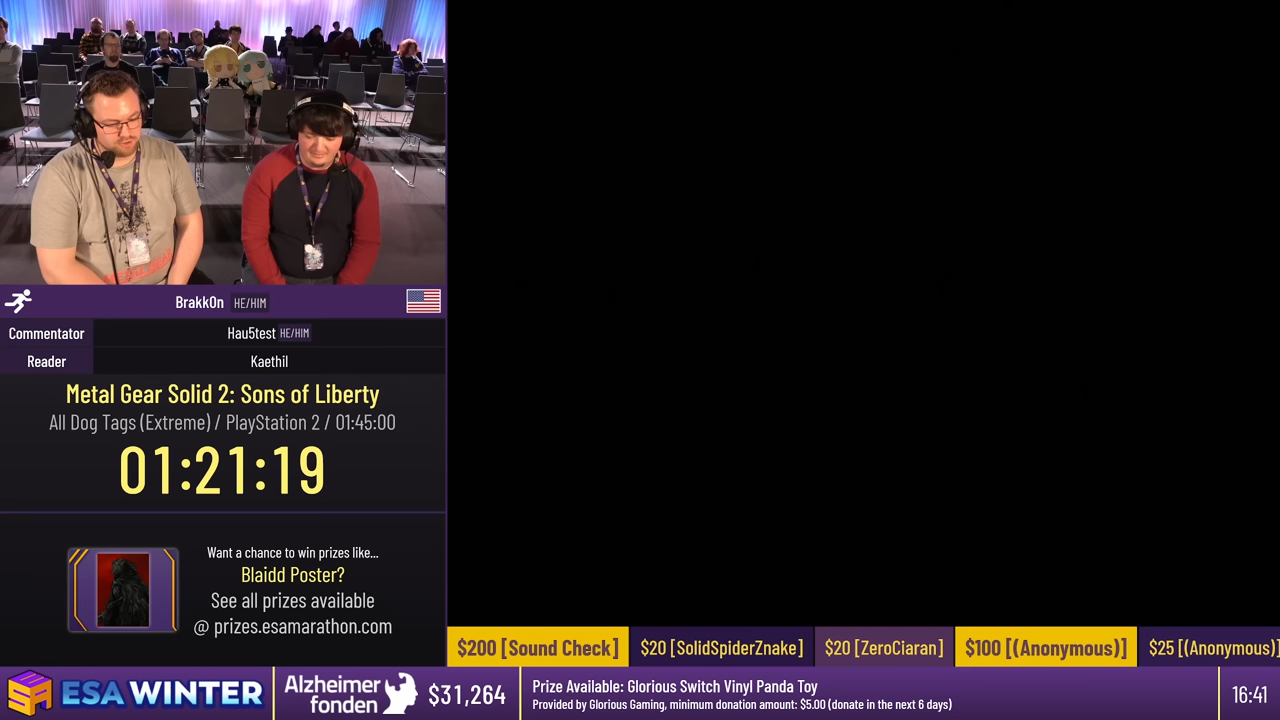 BrakkOn HE/HIM
Commentator Hau5test HE/HIM
Reader Kaethil
Metal Gear Solid 2: Sons of Liberty
All Dog Tags (Extreme) / PlayStation 2 / 01:45:00
01:21:19
Want a chance to win prizes like...
Blaidd Poster?
See all prizes available
@ prizes.esamarathon.com
$200 [Sound Check] $20 [SolidSpiderZnake] $20 [ZeroCiaran] $100 [(Anonymous)] $25 [(Anonymous)]
ESA WINTER
Alzheimer
fonden
$31,264
Prize Available: Glorious Switch Vinyl Panda Toy
Provided by Glorious Gaming, minimum donation amount: $5.00 (donate in the next 6 days)
16:41